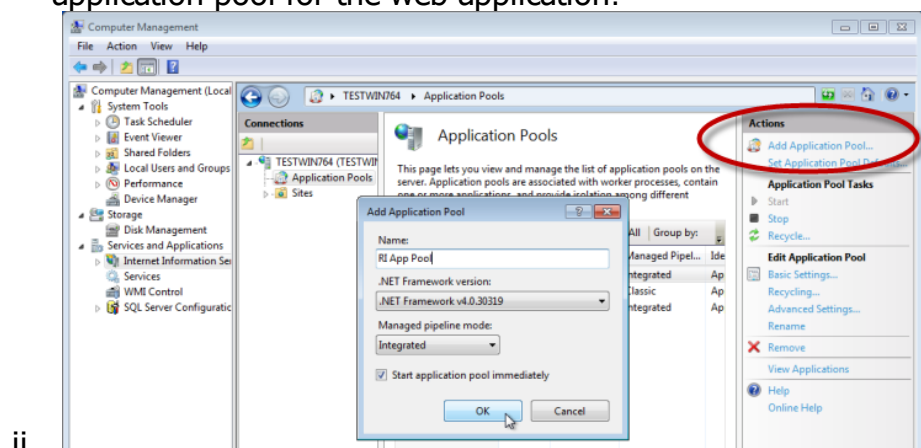 application pool for the web application.
Computer Management
File Action View Help
Computer Management (Local
System Tools
Task Scheduler
Event Viewer
Shared Folders
Local Users and Groups
Performance
Device Manager
Storage
Disk Management
Services and Applications
Internet Information Se
Services
WMI Control
SQL Server Configuratic
TESTWIN764 Application Pools
Connections
TESTWIN764 (TESTWIN
Application Pools
Sites
Application Pools
This page lets you view and manage the list of application pools on the
server. Application pools are associated with worker processes, contain
one or more applications, and provide isolation among different
All Group by:
Managed Pipel... Ide
ntegrated Ap
Classic Ap
ntegrated Ap
Add Application Pool
Name:
RI App Pool
.NET Framework version:
.NET Framework v4.0.30319
Managed pipeline mode:
Integrated
Start application pool immediately
OK Cancel
Actions
Add Application Pool...
Set Application Pool Defaults...
Application Pool Tasks
Start
Stop
Recycle...
Edit Application Pool
Basic Settings...
Recycling...
Advanced Settings...
Rename
Remove
View Applications
Help
Online Help
ii